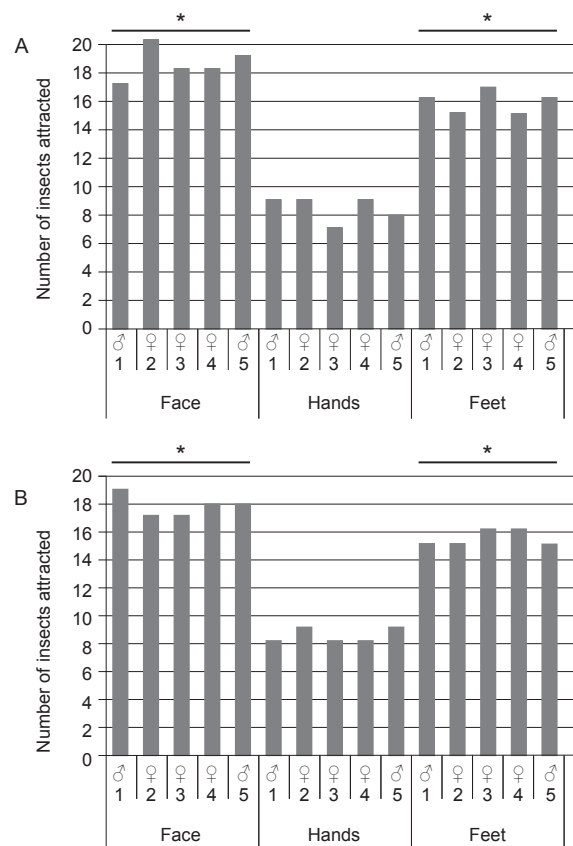 * *
A
Number of insects attracted
20
18
16
14
12
10
8
6
4
2
0
♂ ♀ ♀ ♀ ♂ ♂ ♀ ♀ ♀ ♂ ♂ ♀ ♀ ♀ ♂
1 2 3 4 5 1 2 3 4 5 1 2 3 4 5
Face Hands Feet
* *
B
Number of insects attracted
20
18
16
14
12
10
8
6
4
2
0
♂ ♀ ♀ ♀ ♂ ♂ ♀ ♀ ♀ ♂ ♂ ♀ ♀ ♀ ♂
1 2 3 4 5 1 2 3 4 5 1 2 3 4 5
Face Hands Feet